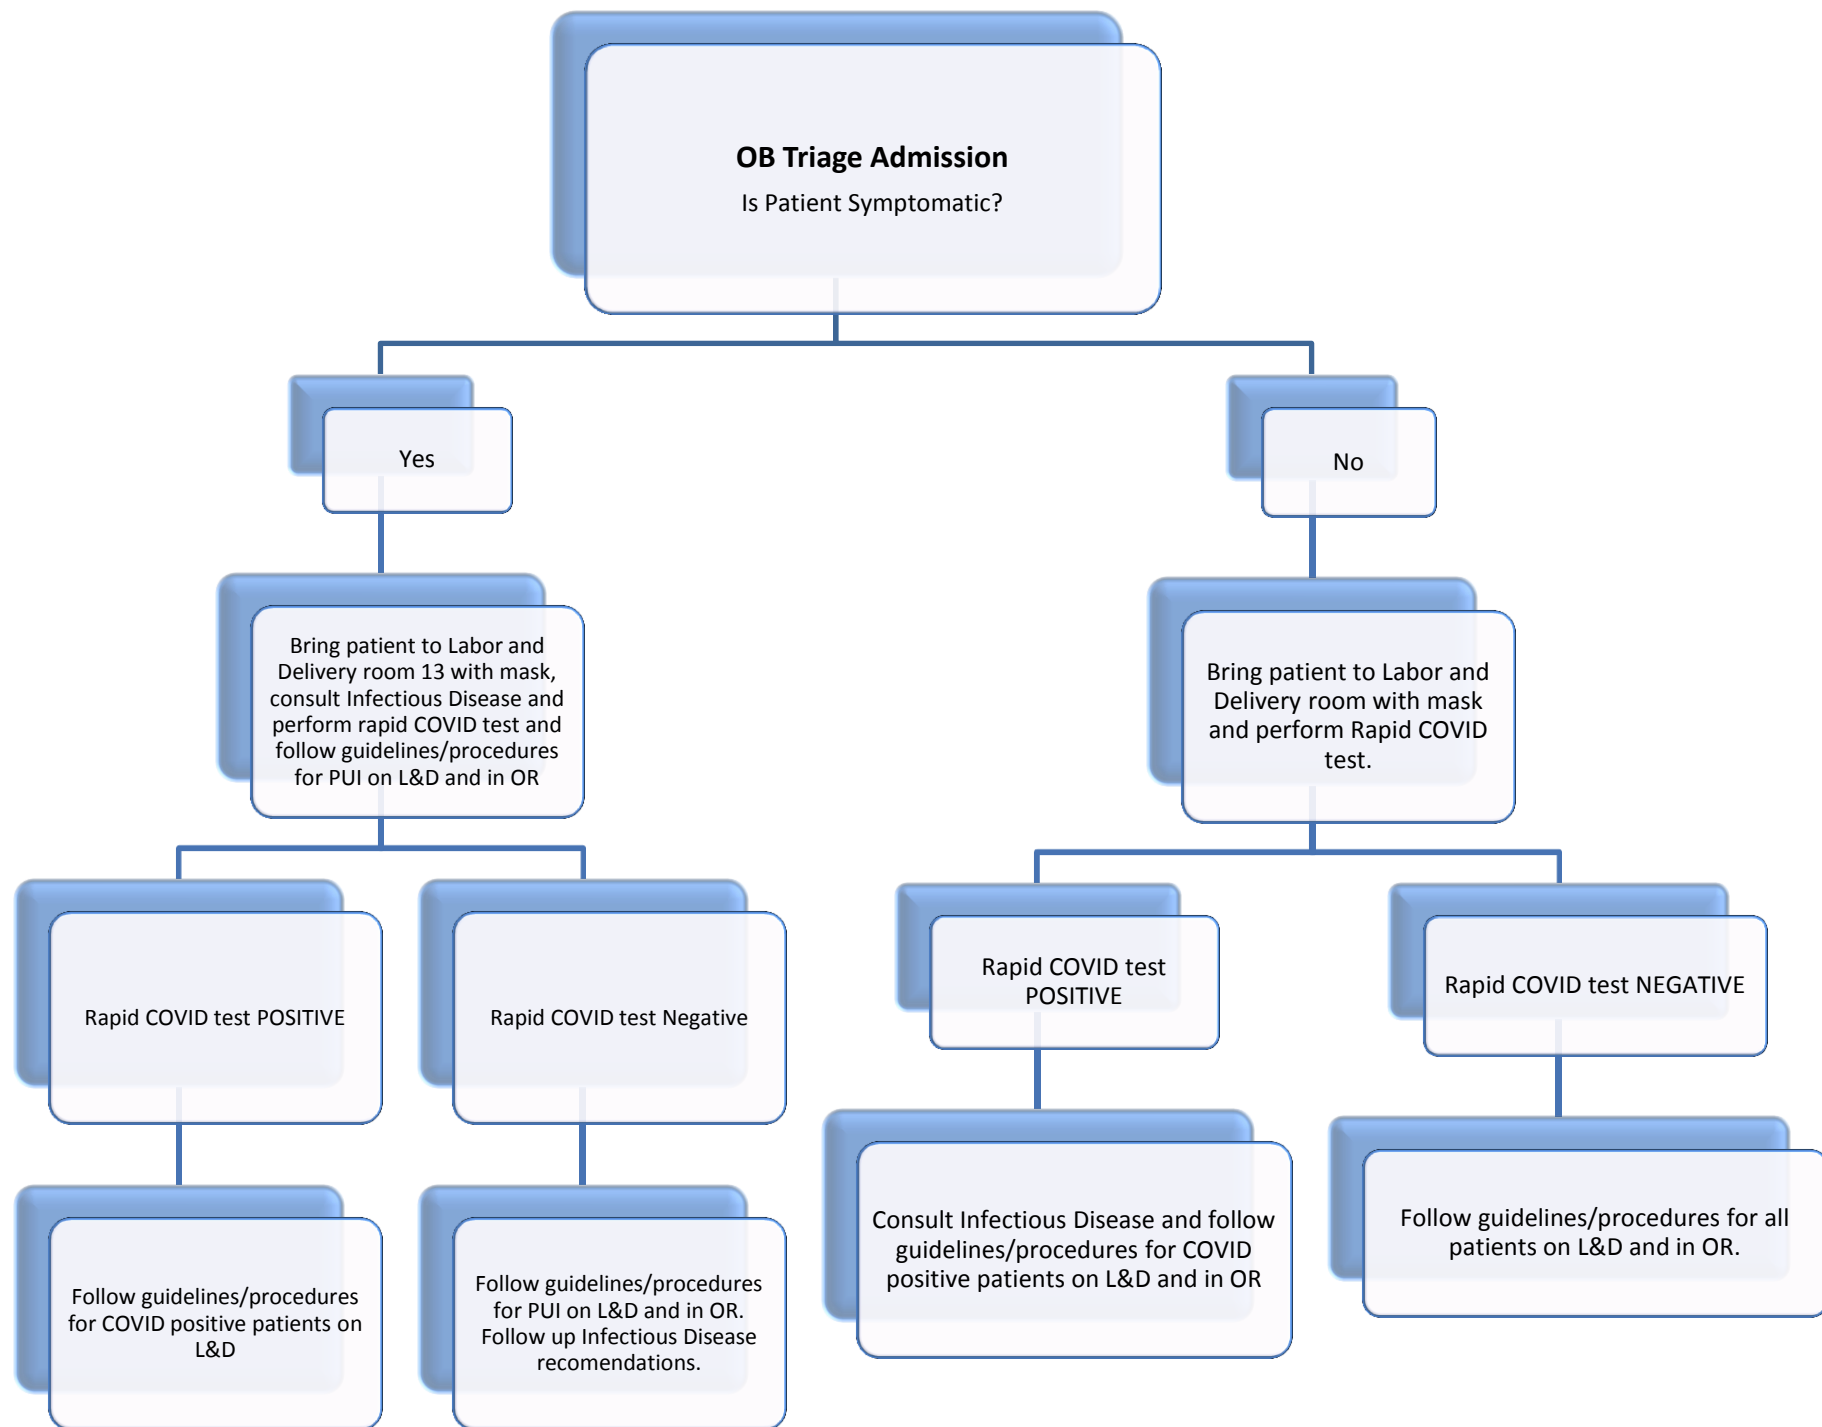 OB Triage Admission
Is Patient Symptomatic?
Yes
No
Bring patient to Labor and
Delivery room 13 with mask,
consult Infectious Disease and
perform rapid COVID test and
follow guidelines/procedures
for PUI on L&D and in OR
Bring patient to Labor and
Delivery room with mask
and perform Rapid COVID
test.
Rapid COVID test POSITIVE
Rapid COVID test Negative
Rapid COVID test
POSITIVE
Rapid COVID test NEGATIVE
Follow guidelines/procedures
for COVID positive patients on
L&D
Follow guidelines/procedures
for PUI on L&D and in OR.
Follow up Infectious Disease
recomendations.
Consult Infectious Disease and follow
guidelines/procedures for COVID
positive patients on L&D and in OR
Follow guidelines/procedures for all
patients on L&D and in OR.